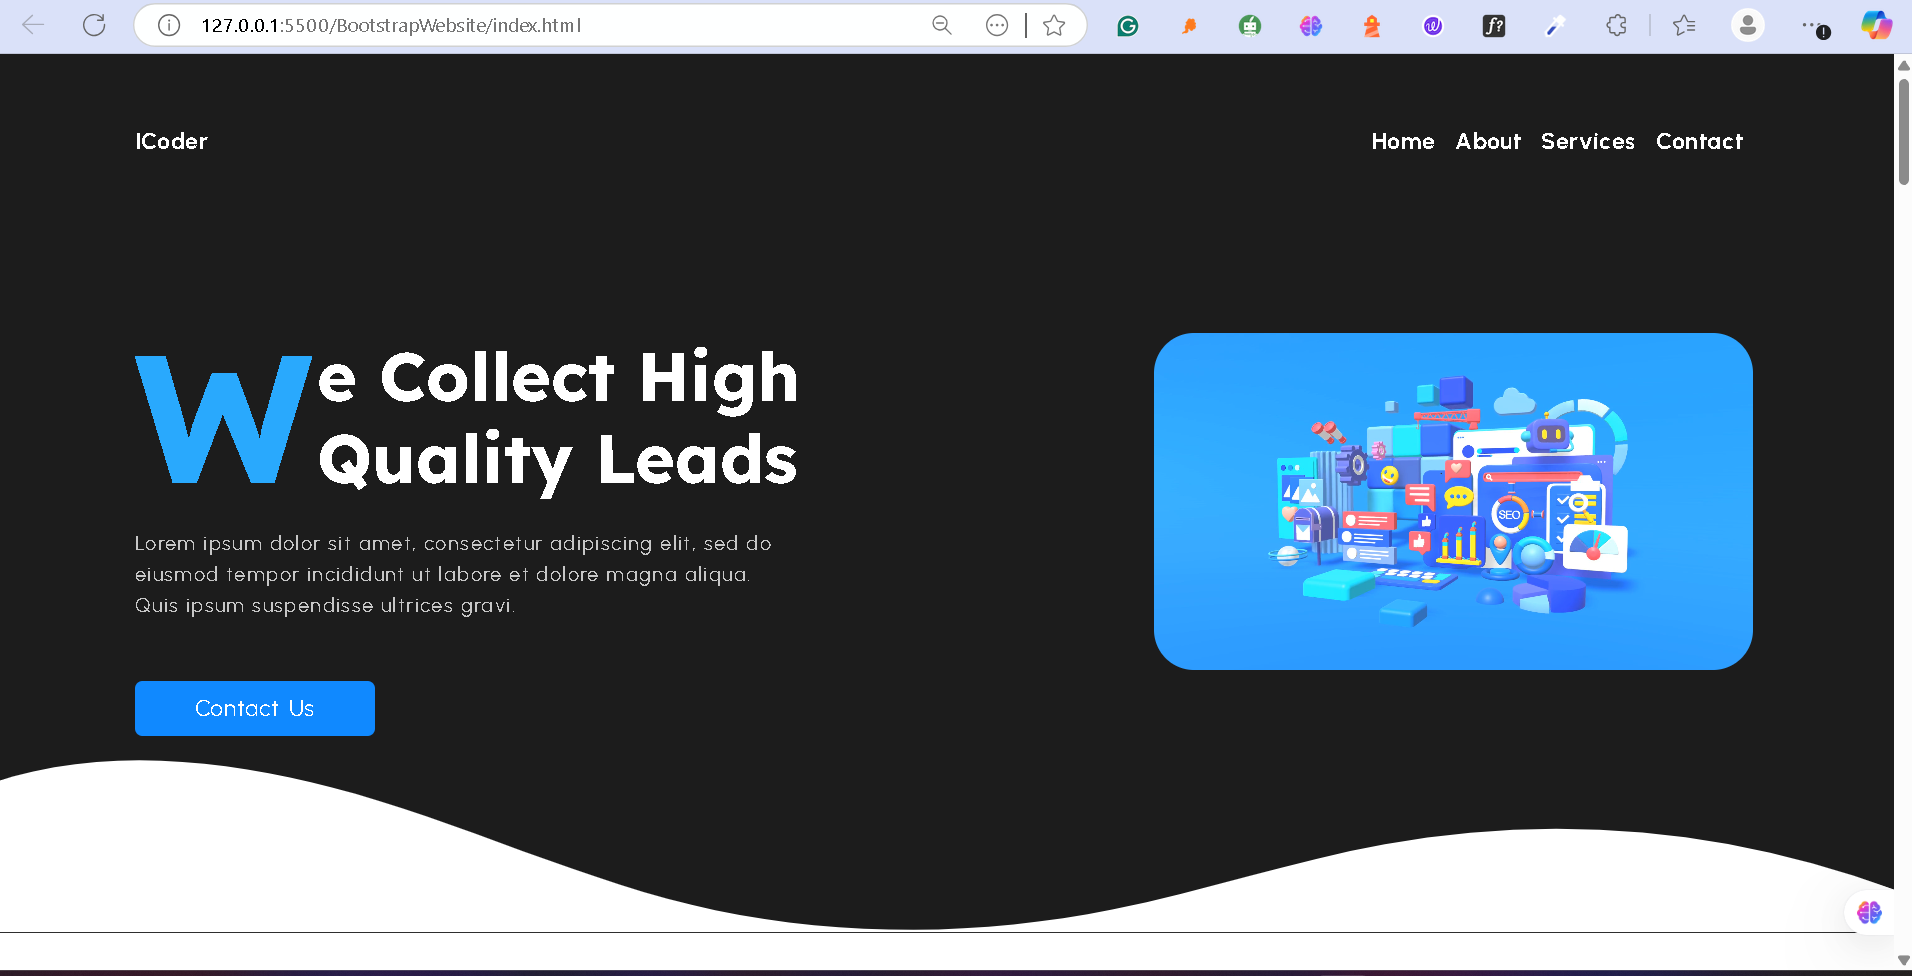 127.0.0.1:5500/BootstrapWebsite/index.html
ICoder
Home About Services Contact
We Collect High
Quality Leads
Lorem ipsum dolor sit amet, consectetur adipiscing elit, sed do
eiusmod tempor incididunt ut labore et dolore magna aliqua.
Quis ipsum suspendisse ultrices gravi.
SEO
Contact Us